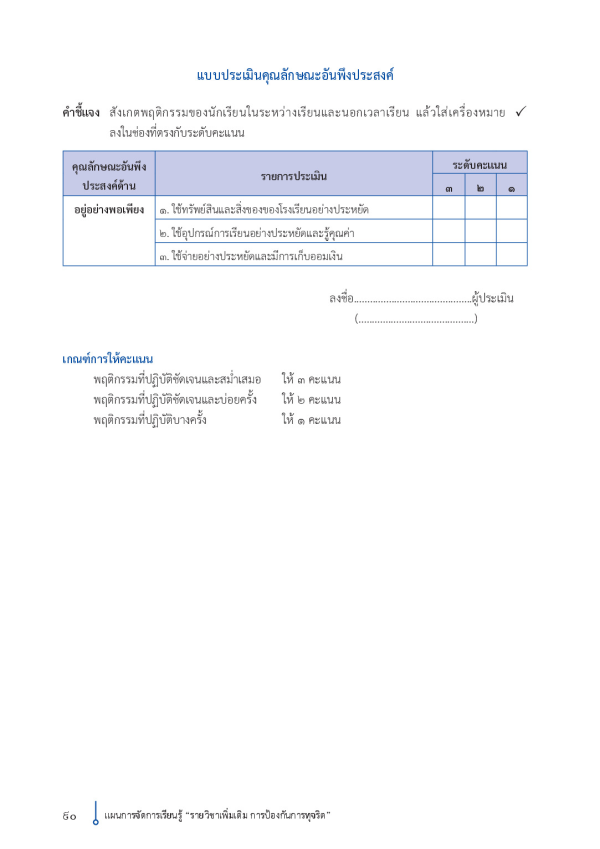 แบบประเมินคุณลักษณะอันพึงประสงค์
คำชี้แจง สังเกตพฤติกรรมของนักเรียนในระหว่างเรียนและนอกเวลาเรียน แล้วใส่เครื่องหมาย ✓
ลงในช่องที่ตรงกับระดับคะแนน
คุณลักษณะอันพึง
ประสงค์ด้าน
รายการประเมิน
ระดับคะแนน
๓ ๒ ๑
อยู่อย่างพอเพียง
๑. ใช้ทรัพย์สินและสิ่งของของโรงเรียนอย่างประหยัด
๒. ใช้อุปกรณ์การเรียนอย่างประหยัดและรู้คุณค่า
๓. ใช้จ่ายอย่างประหยัดและมีการเก็บออมเงิน
ลงชื่อ............................................ผู้ประเมิน
(...........................................)
เกณฑ์การให้คะแนน
พฤติกรรมที่ปฏิบัติชัดเจนและสม่ำเสมอ ให้ ๓ คะแนน
พฤติกรรมที่ปฏิบัติชัดเจนและบ่อยครั้ง ให้ ๒ คะแนน
พฤติกรรมที่ปฏิบัติบางครั้ง ให้ ๑ คะแนน
๕๐ แผนการจัดการเรียนรู้ “รายวิชาเพิ่มเติม การป้องกันการทุจริต”